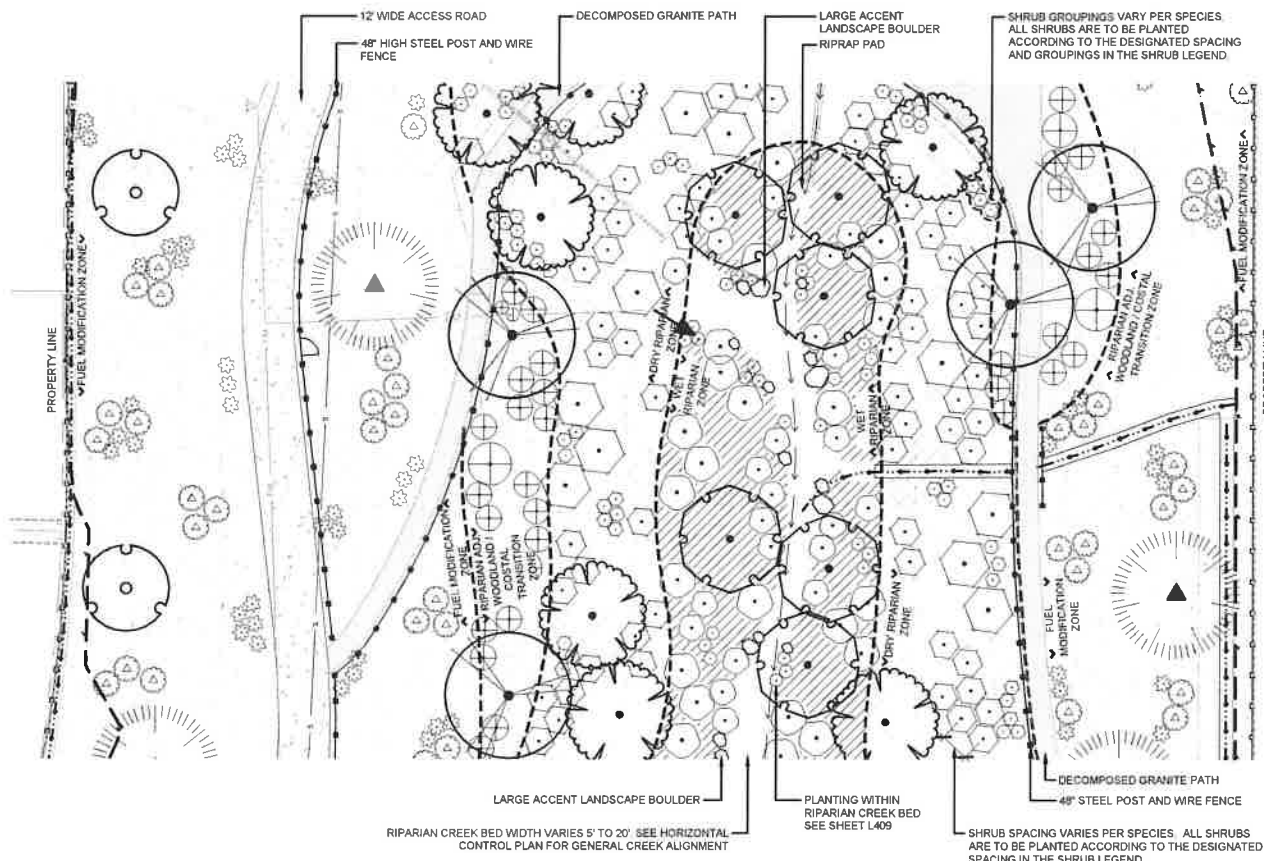 12' WIDE ACCESS ROAD
48" HIGH STEEL POST AND WIRE
FENCE
DECOMPOSED GRANITE PATH
LARGE ACCENT
LANDSCAPE BOULDER
RIPRAP PAD
SHRUB GROUPINGS VARY PER SPECIES
ALL SHRUBS ARE TO BE PLANTED
ACCORDING TO THE DESIGNATED SPACING
AND GROUPINGS IN THE SHRUB LEGEND
PROPERTY LINE
FUEL MODIFICATION ZONE
DRY RIPARIAN
ZONE
WET
RIPARIAN
ZONE
WET
RIPARIAN
ZONE
RIPARIAN ADJ.
WOODLAND / COSTAL
TRANSITION ZONE
FUEL MODIFICATION ZONE
FUEL MODIFICATION
ZONE
RIPARIAN ADJ.
WOODLAND /
COSTAL
TRANSITION
ZONE
DRY RIPARIAN
ZONE
FUEL
MODIFICATION
ZONE
LARGE ACCENT LANDSCAPE BOULDER
RIPARIAN CREEK BED WIDTH VARIES 5' TO 20'. SEE HORIZONTAL
CONTROL PLAN FOR GENERAL CREEK ALIGNMENT
PLANTING WITHIN
RIPARIAN CREEK BED
SEE SHEET L409
DECOMPOSED GRANITE PATH
48" STEEL POST AND WIRE FENCE
SHRUB SPACING VARIES PER SPECIES. ALL SHRUBS
ARE TO BE PLANTED ACCORDING TO THE DESIGNATED
SPACING IN THE SHRUB LEGEND